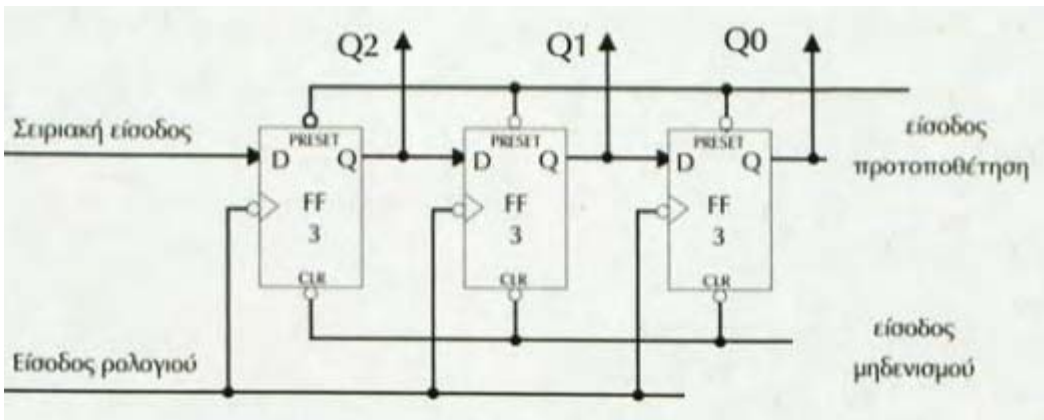 Q2
Q1
Q0
Σειριακή είσοδος
PRESET
PRESET
PRESET
είσοδος
D Q
D Q
D Q
προτοποθέτηση
FF
FF
FF
3
3
3
CLR
CLR
CLR
είσοδος
Είσοδος ρολογιού
μηδενισμού